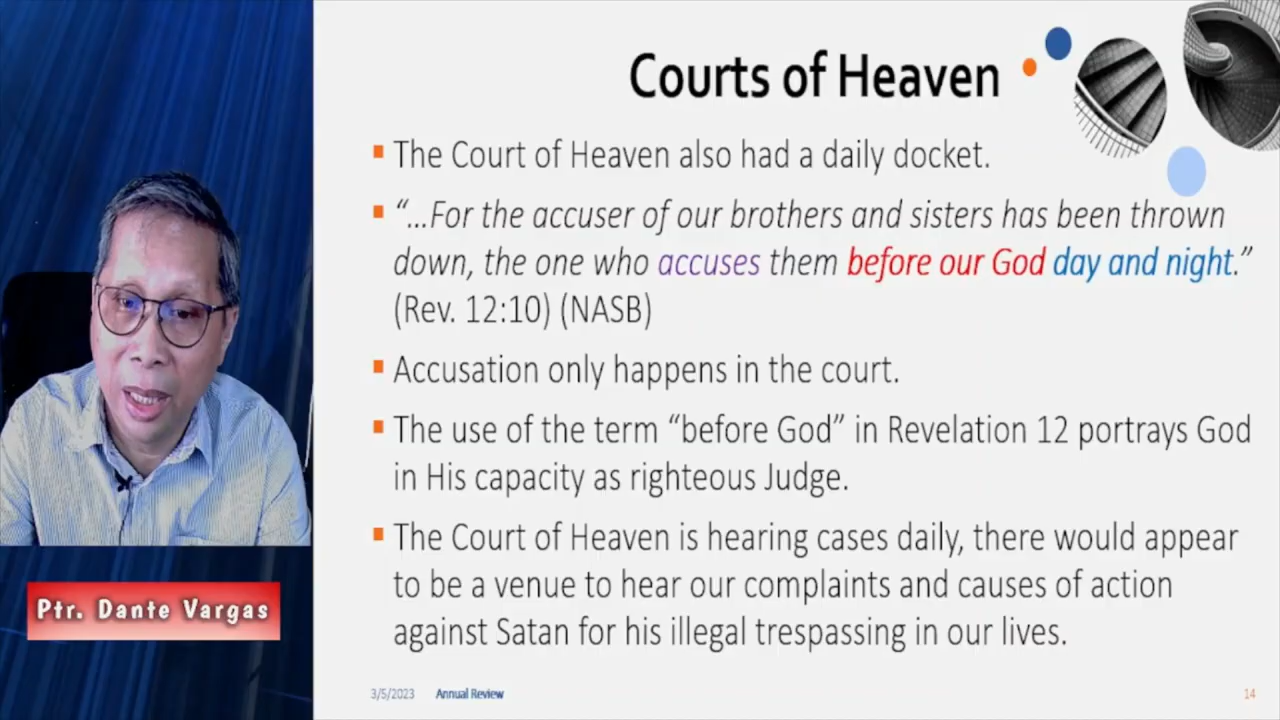 Courts of Heaven
The Court of Heaven also had a daily docket.
“…For the accuser of our brothers and sisters has been thrown
down, the one who accuses them before our God day and night.”
(Rev. 12:10) (NASB)
Accusation only happens in the court.
The use of the term “before God” in Revelation 12 portrays God
in His capacity as righteous Judge.
The Court of Heaven is hearing cases daily, there would appear
to be a venue to hear our complaints and causes of action
against Satan for his illegal trespassing in our lives.
Ptr. Dante Vargas
3/5/2023 Annual Review 14